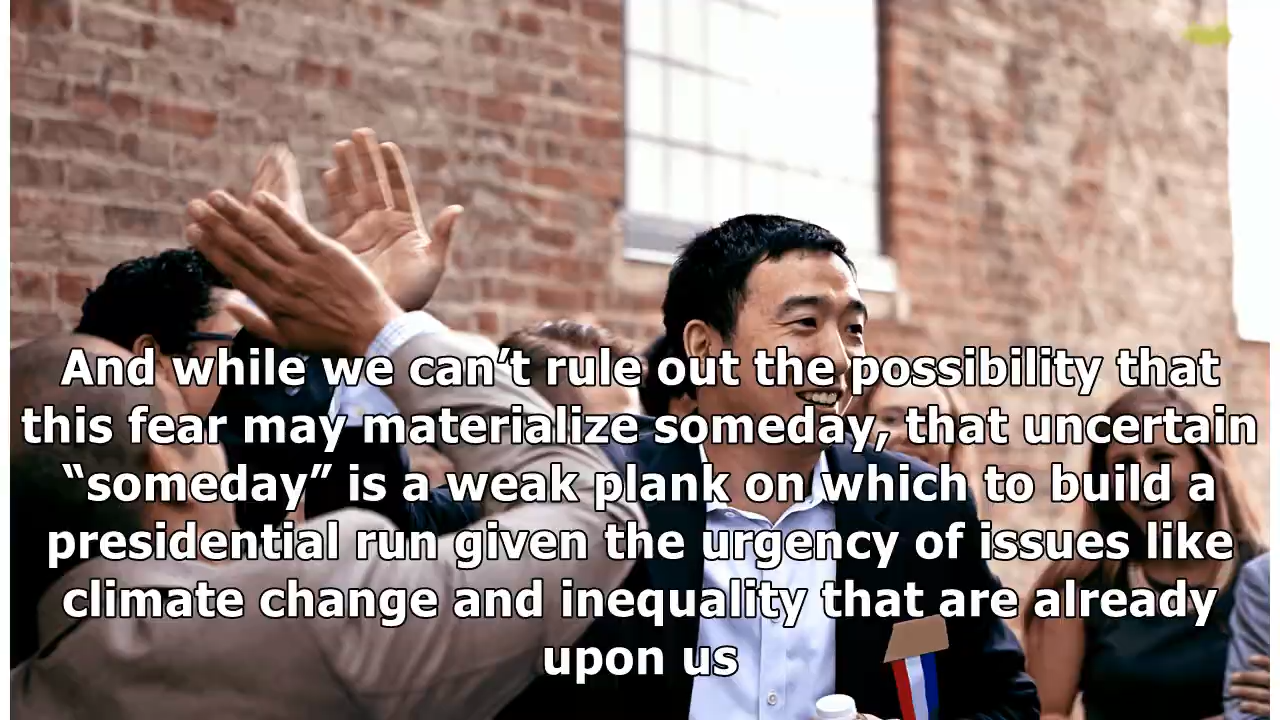 And while we can’t rule out the possibility that
this fear may materialize someday, that uncertain
“someday” is a weak plank on which to build a
presidential run given the urgency of issues like
climate change and inequality that are already
upon us